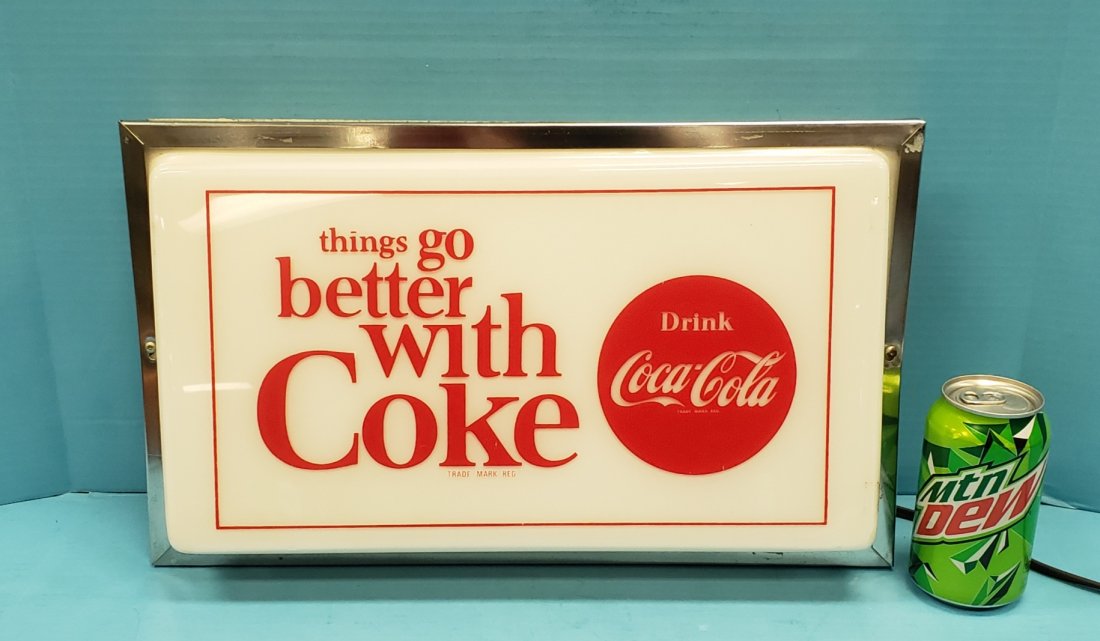 things go
better
with
Coke
TRADE MARK REG
Drink
Coca-Cola
TRADE MARK REG
mtn
DEW